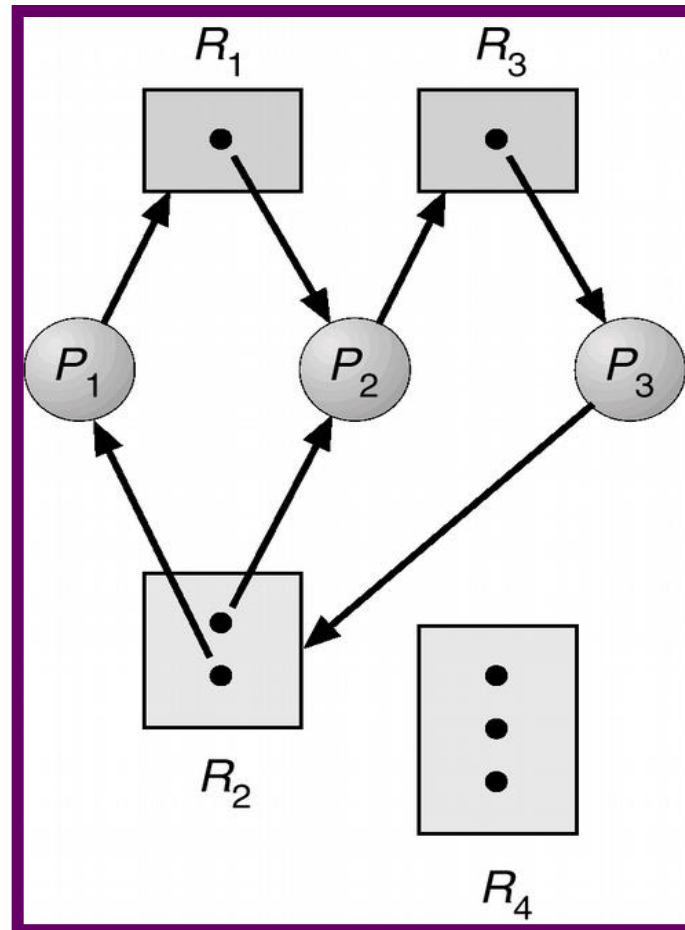 R₁ R₃
P₁ P₂ P₃
R₂
R₄